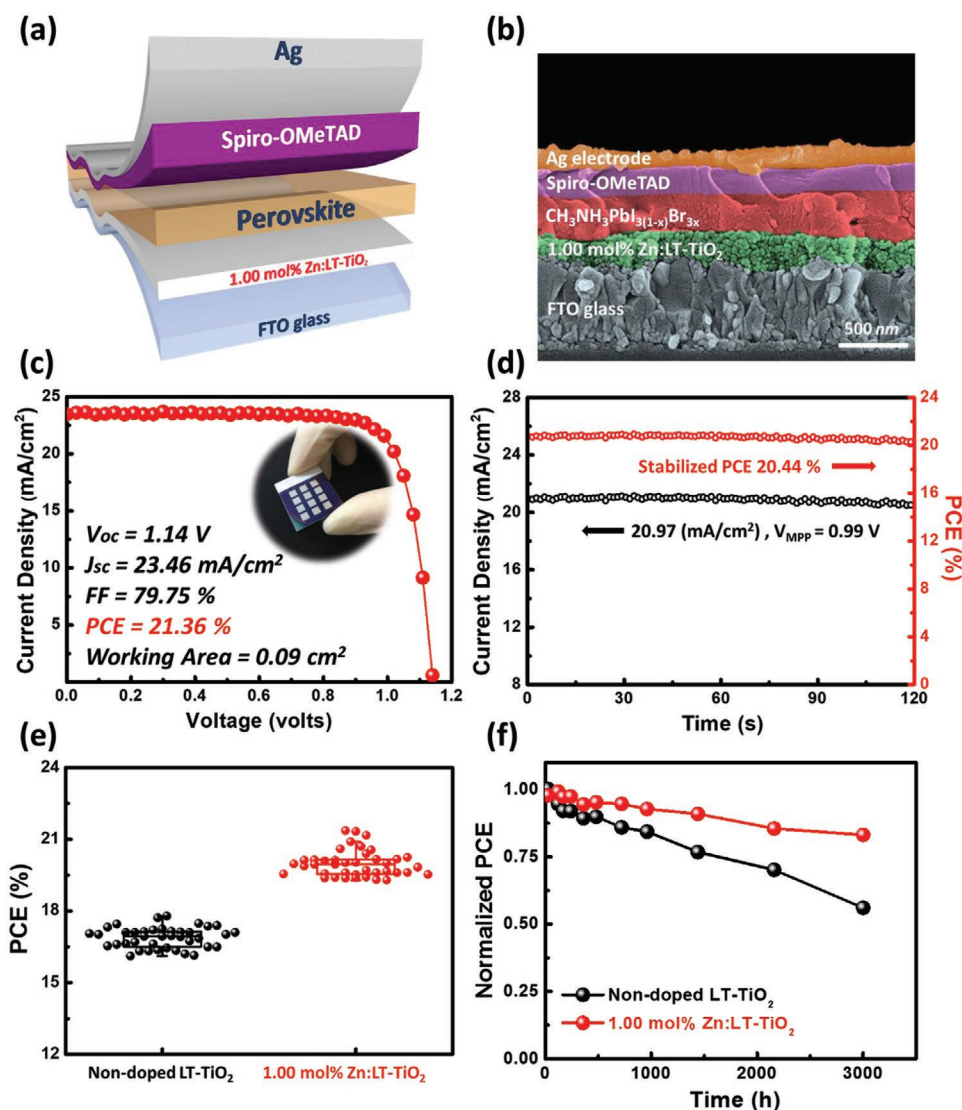 (a)
Ag
Spiro-OMeTAD
Perovskite
1.00 mol% Zn:LT-TiO₂
FTO glass
(b)
Ag electrode
Spiro-OMeTAD
CH₃NH₃PbI₃₍₁₋ₓ₎Br₃ₓ
1.00 mol% Zn:LT-TiO₂
FTO glass
500 nm
(c)
Current Density (mA/cm²)
25
20
15
10
5
0.0 0.2 0.4 0.6 0.8 1.0 1.2
Voltage (volts)
Voc = 1.14 V
Jsc = 23.46 mA/cm²
FF = 79.75 %
PCE = 21.36 %
Working Area = 0.09 cm²
(d)
Current Density (mA/cm²)
28
24
20
16
12
8
0 30 60 90 120
Time (s)
Stabilized PCE 20.44 %
20.97 (mA/cm²) , VMPP = 0.99 V
24
20
16
12
8
4
0
PCE (%)
(e)
PCE (%)
24
21
18
15
12
Non-doped LT-TiO₂ 1.00 mol% Zn:LT-TiO₂
(f)
Normalized PCE
1.00
0.75
0.50
0.25
0.00
0 1000 2000 3000
Time (h)
Non-doped LT-TiO₂
1.00 mol% Zn:LT-TiO₂